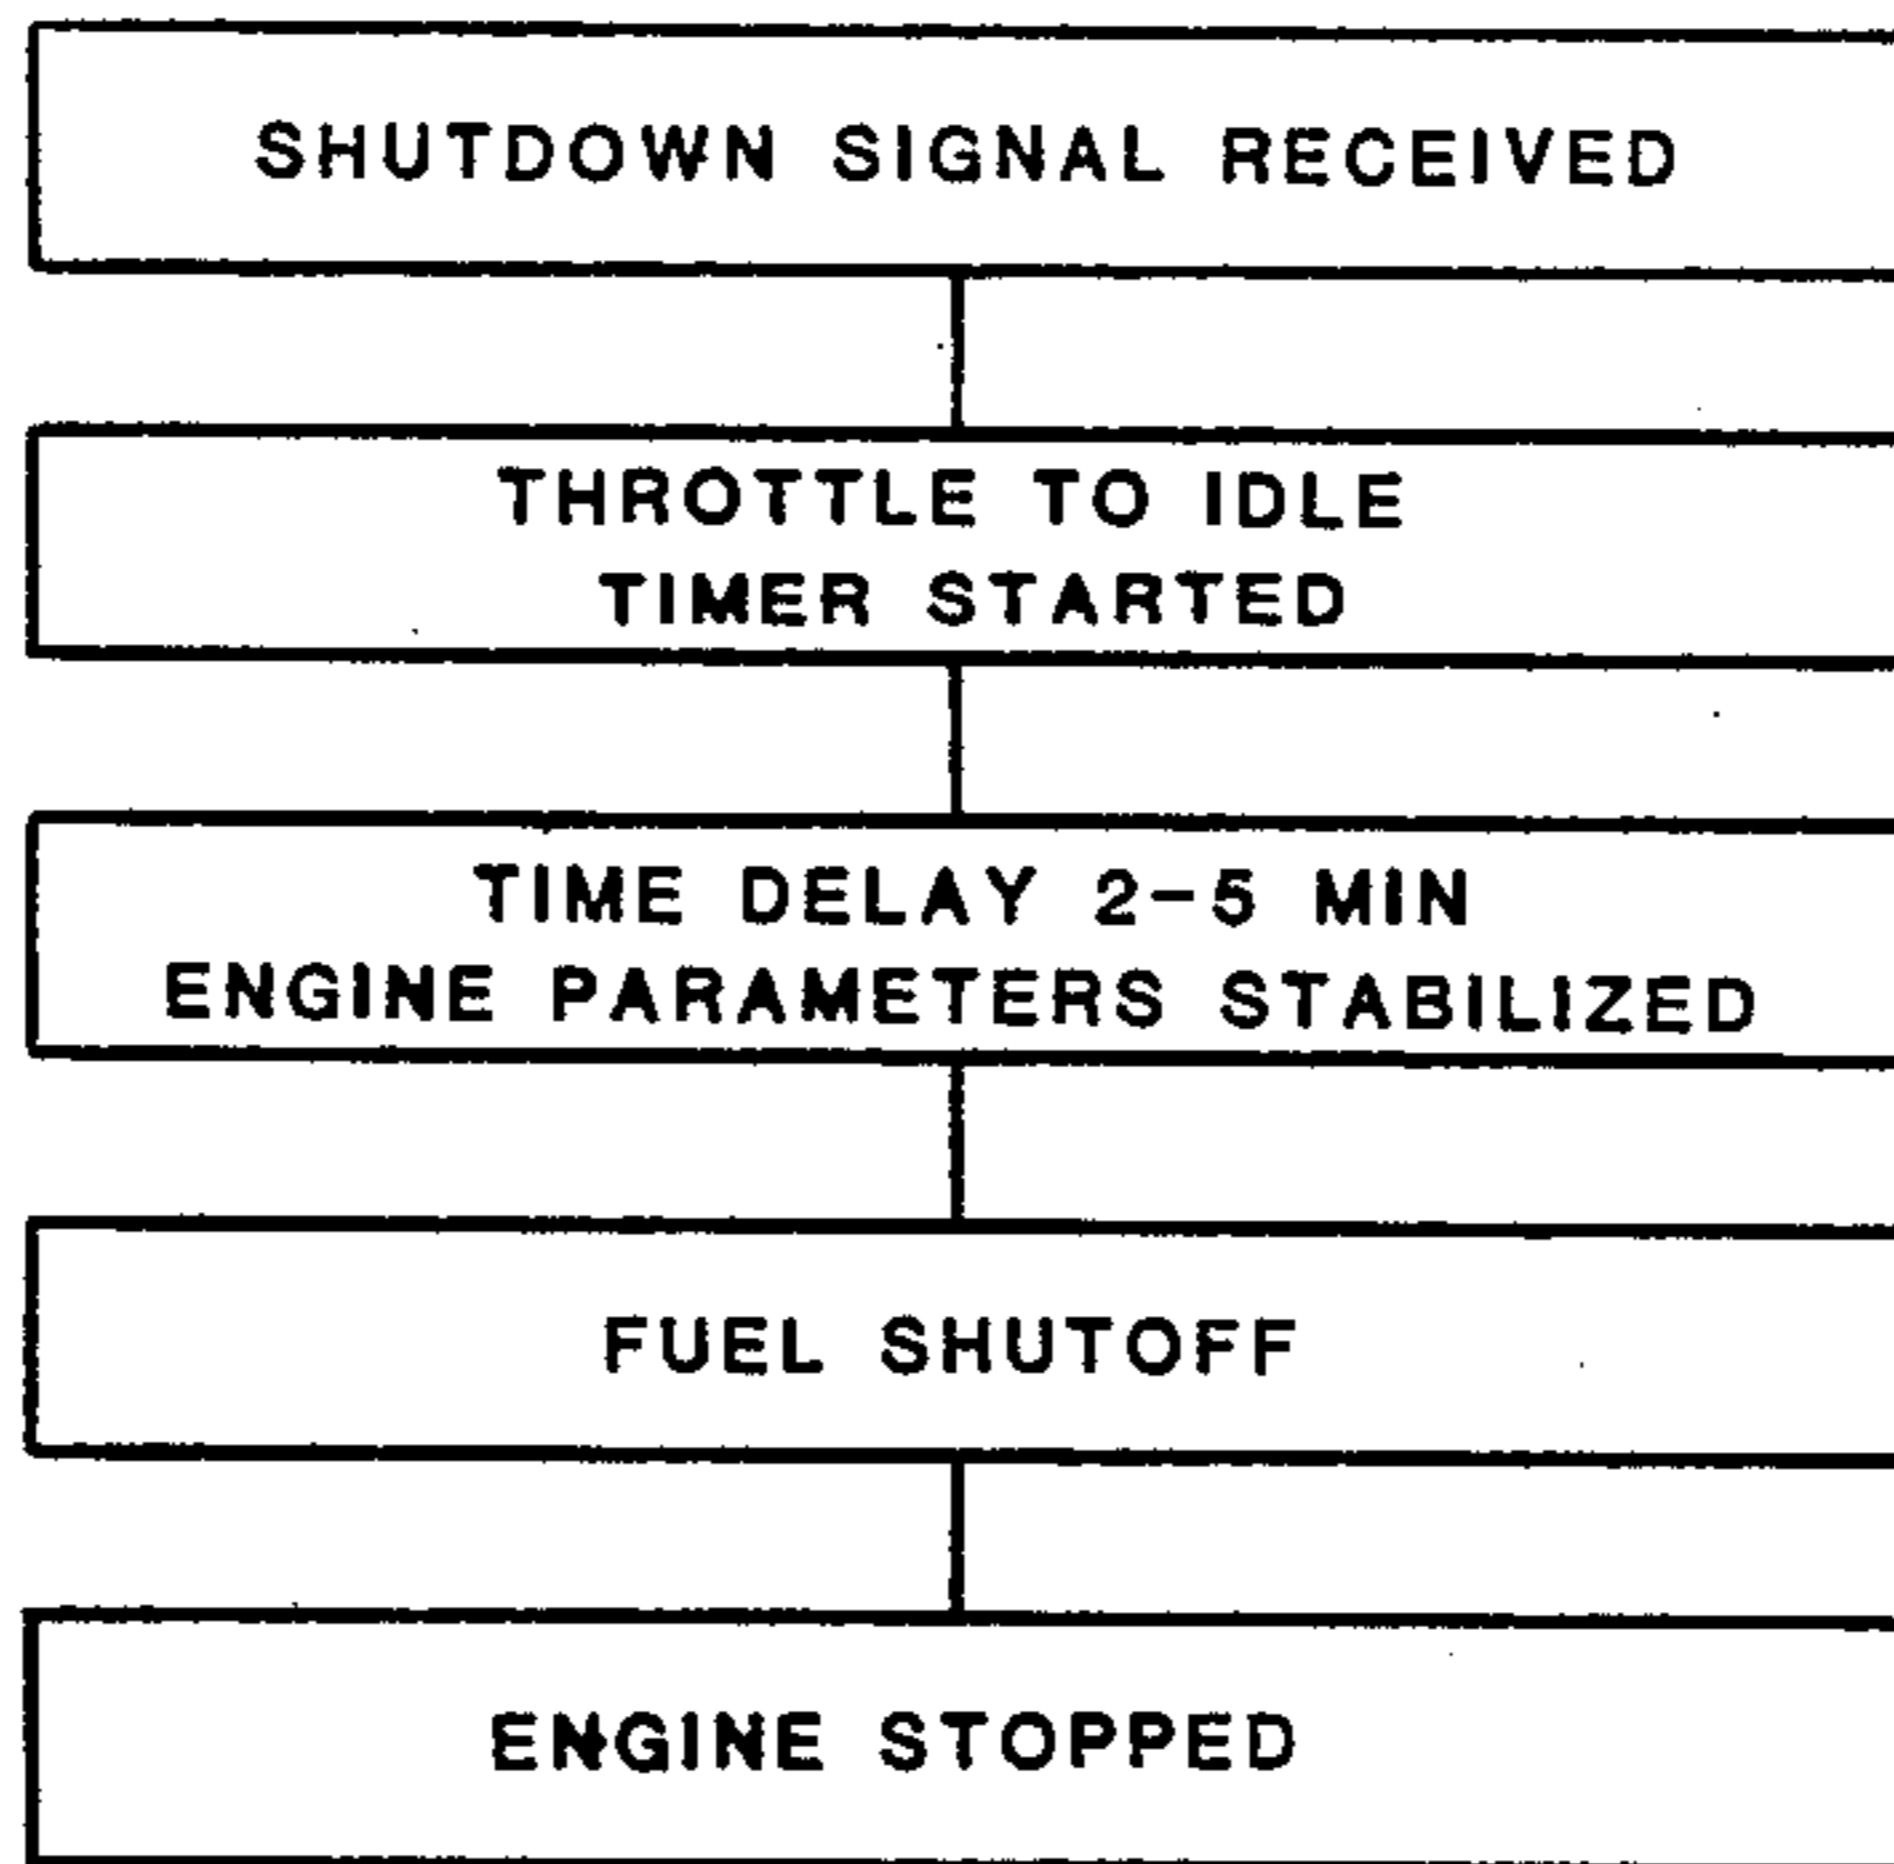 SHUTDOWN SIGNAL RECEIVED
THROTTLE TO IDLE
TIMER STARTED
TIME DELAY 2-5 MIN
ENGINE PARAMETERS STABILIZED
FUEL SHUTOFF
ENGINE STOPPED